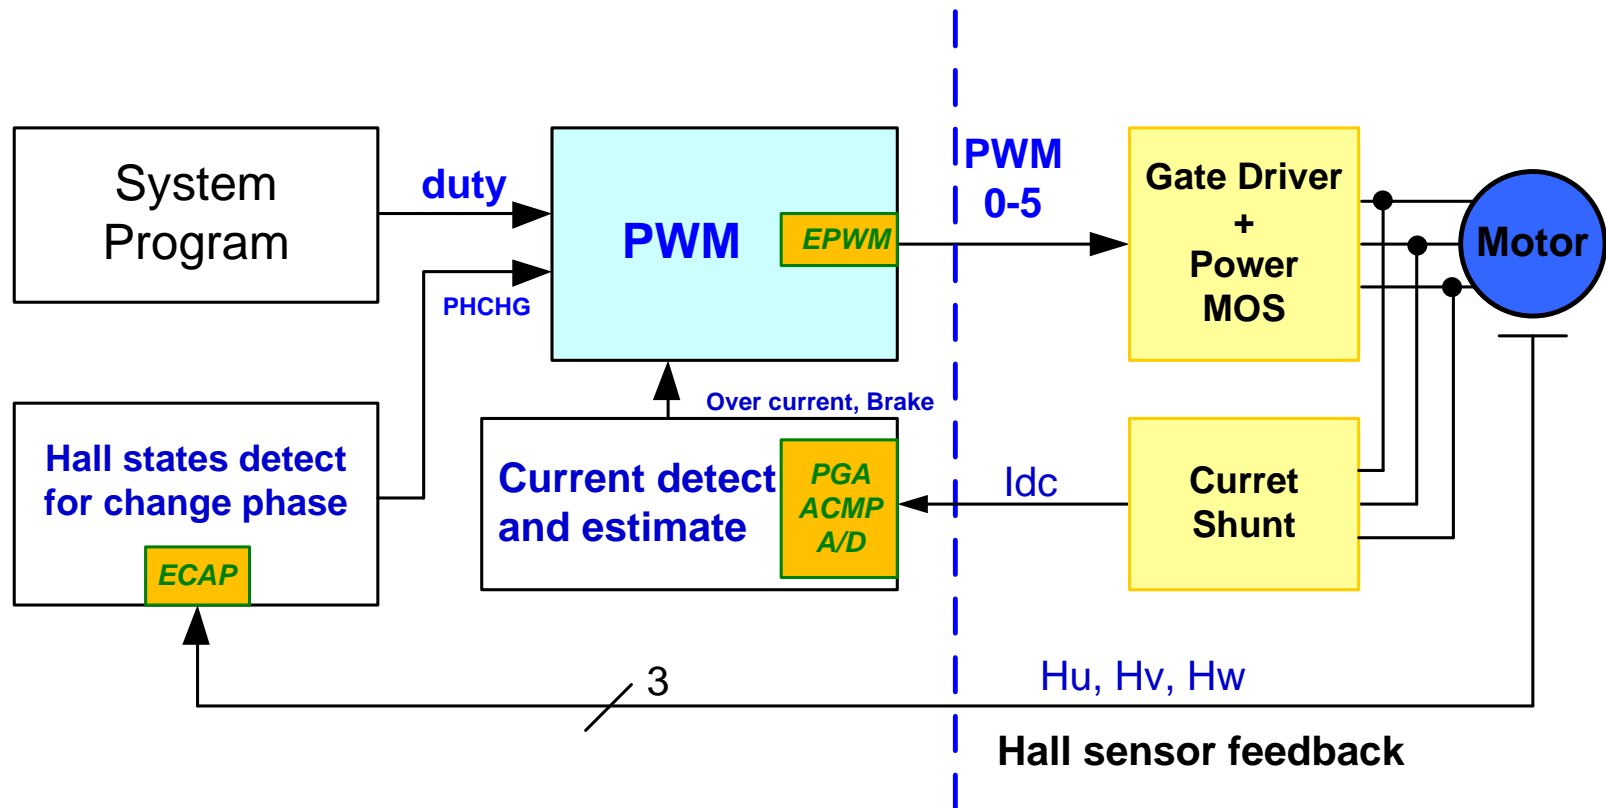 System
Program
duty
PHCHG
PWM
EPWM
PWM
0-5
Gate Driver
+
Power
MOS
Motor
Over current, Brake
Hall states detect
for change phase
ECAP
Current detect
and estimate
PGA
ACMP
A/D
Idc
Curret
Shunt
3
Hu, Hv, Hw
Hall sensor feedback